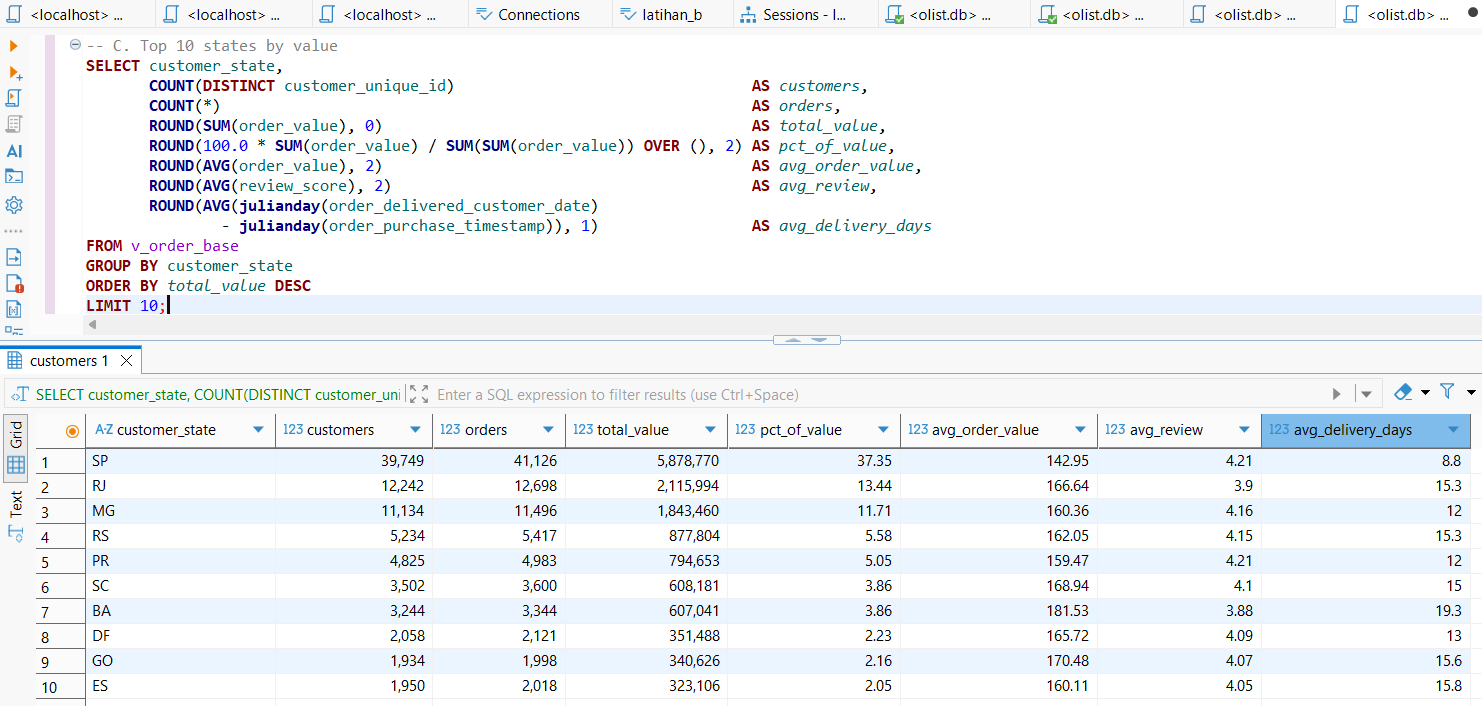 <localhost> ... <localhost> ... <localhost> ... Connections latihan_b Sessions - l... <olist.db> ... <olist.db> ... <olist.db> ... <olist.db> ...
-- C. Top 10 states by value
SELECT customer_state,
COUNT(DISTINCT customer_unique_id) AS customers,
COUNT(*) AS orders,
ROUND(SUM(order_value), 0) AS total_value,
ROUND(100.0 * SUM(order_value) / SUM(SUM(order_value)) OVER (), 2) AS pct_of_value,
ROUND(AVG(order_value), 2) AS avg_order_value,
ROUND(AVG(review_score), 2) AS avg_review,
ROUND(AVG(julianday(order_delivered_customer_date)
- julianday(order_purchase_timestamp)), 1) AS avg_delivery_days
FROM v_order_base
GROUP BY customer_state
ORDER BY total_value DESC
LIMIT 10;
AI
customers 1
SELECT customer_state, COUNT(DISTINCT customer_uni Enter a SQL expression to filter results (use Ctrl+Space)
Grid
Text
A-Z customer_state 123 customers 123 orders 123 total_value 123 pct_of_value 123 avg_order_value 123 avg_review 123 avg_delivery_days
1 SP 39,749 41,126 5,878,770 37.35 142.95 4.21 8.8
2 RJ 12,242 12,698 2,115,994 13.44 166.64 3.9 15.3
3 MG 11,134 11,496 1,843,460 11.71 160.36 4.16 12
4 RS 5,234 5,417 877,804 5.58 162.05 4.15 15.3
5 PR 4,825 4,983 794,653 5.05 159.47 4.21 12
6 SC 3,502 3,600 608,181 3.86 168.94 4.1 15
7 BA 3,244 3,344 607,041 3.86 181.53 3.88 19.3
8 DF 2,058 2,121 351,488 2.23 165.72 4.09 13
9 GO 1,934 1,998 340,626 2.16 170.48 4.07 15.6
10 ES 1,950 2,018 323,106 2.05 160.11 4.05 15.8